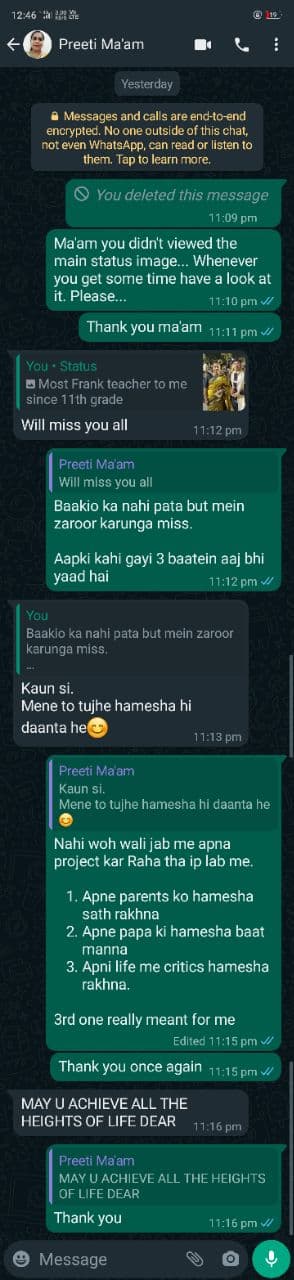 12:46
19
Preeti Ma'am
Yesterday
Messages and calls are end-to-end
encrypted. No one outside of this chat,
not even WhatsApp, can read or listen to
them. Tap to learn more.
You deleted this message
11:09 pm
Ma'am you didn't viewed the
main status image... Whenever
you get some time have a look at
it. Please...
11:10 pm
Thank you ma'am
11:11 pm
You • Status
Most Frank teacher to me
since 11th grade
Will miss you all
11:12 pm
Preeti Ma'am
Will miss you all
Baakio ka nahi pata but mein
zaroor karunga miss.
Aapki kahi gayi 3 baatein aaj bhi
yaad hai
11:12 pm
You
Baakio ka nahi pata but mein zaroor
karunga miss.
...
Kaun si.
Mene to tujhe hamesha hi
daanta he😊
11:13 pm
Preeti Ma'am
Kaun si.
Mene to tujhe hamesha hi daanta he
😊
Nahi woh wali jab me apna
project kar Raha tha ip lab me.
1. Apne parents ko hamesha
sath rakhna
2. Apne papa ki hamesha baat
manna
3. Apni life me critics hamesha
rakhna.
3rd one really meant for me
Edited 11:15 pm
Thank you once again
11:15 pm
MAY U ACHIEVE ALL THE
HEIGHTS OF LIFE DEAR
11:16 pm
Preeti Ma'am
MAY U ACHIEVE ALL THE HEIGHTS
OF LIFE DEAR
Thank you
11:16 pm
Message